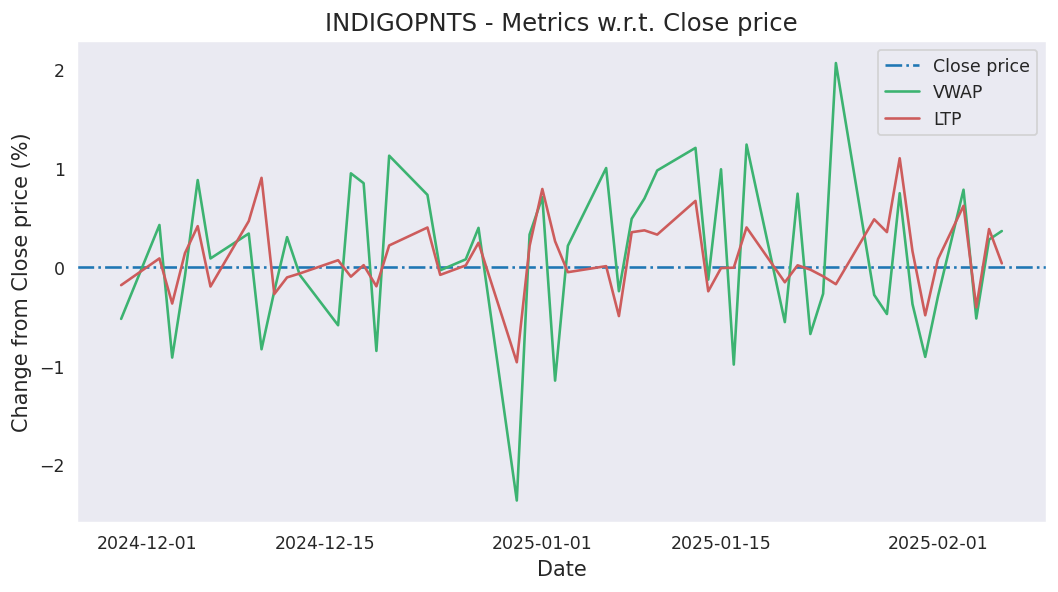 INDIGOPNTS - Metrics w.r.t. Close price
Change from Close price (%)
2
1
0
−1
−2
Close price
VWAP
LTP
2024-12-01 2024-12-15 2025-01-01 2025-01-15 2025-02-01
Date